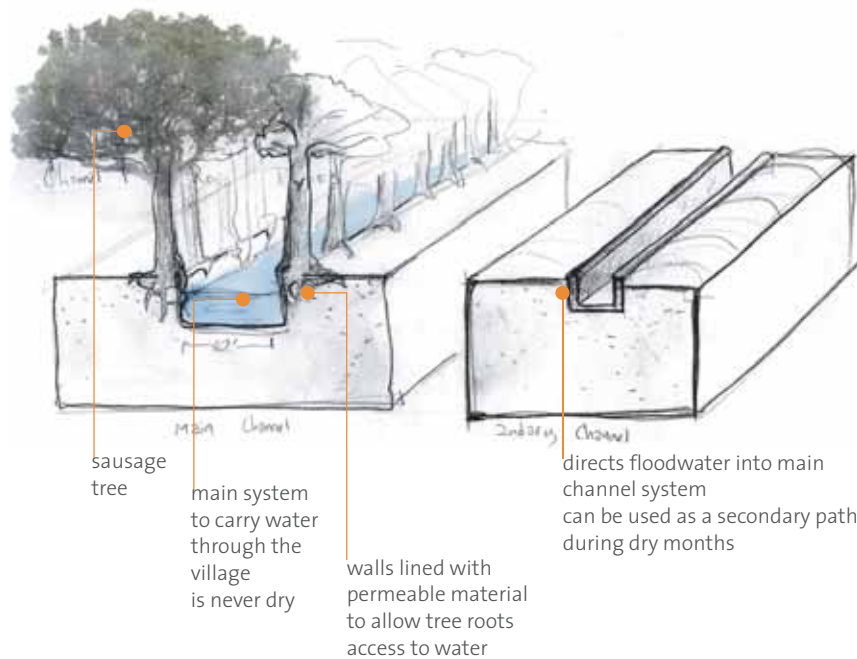 Channel
Main Channel
2ndary Channel
sausage
tree
main system
to carry water
through the
village
is never dry
walls lined with
permeable material
to allow tree roots
access to water
directs floodwater into main
channel system
can be used as a secondary path
during dry months